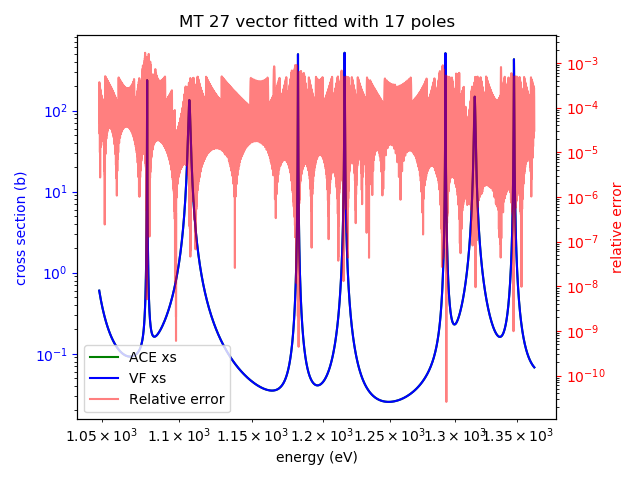 MT 27 vector fitted with 17 poles
10²
10¹
10⁰
10⁻¹
cross section (b)
10⁻³
10⁻⁴
10⁻⁵
10⁻⁶
10⁻⁷
10⁻⁸
10⁻⁹
10⁻¹⁰
relative error
ACE xs
VF xs
Relative error
1.05 × 10³ 1.1 × 10³ 1.15 × 10³ 1.2 × 10³ 1.25 × 10³ 1.3 × 10³ 1.35 × 10³
energy (eV)